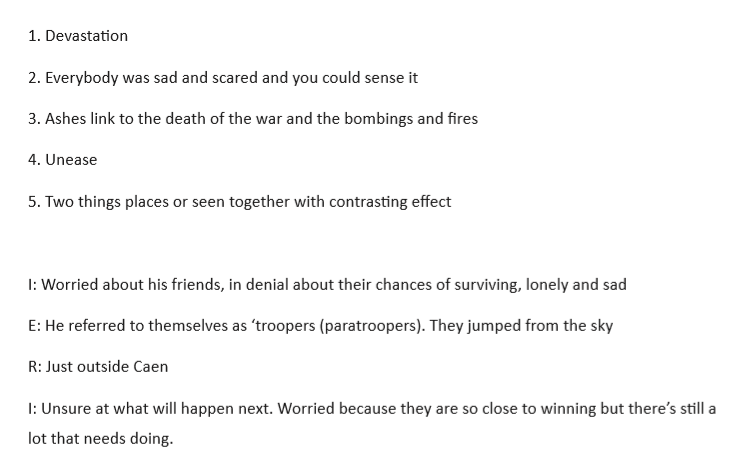 1. Devastation
2. Everybody was sad and scared and you could sense it
3. Ashes link to the death of the war and the bombings and fires
4. Unease
5. Two things places or seen together with contrasting effect
I: Worried about his friends, in denial about their chances of surviving, lonely and sad
E: He referred to themselves as ‘troopers (paratroopers). They jumped from the sky
R: Just outside Caen
I: Unsure at what will happen next. Worried because they are so close to winning but there’s still a
lot that needs doing.